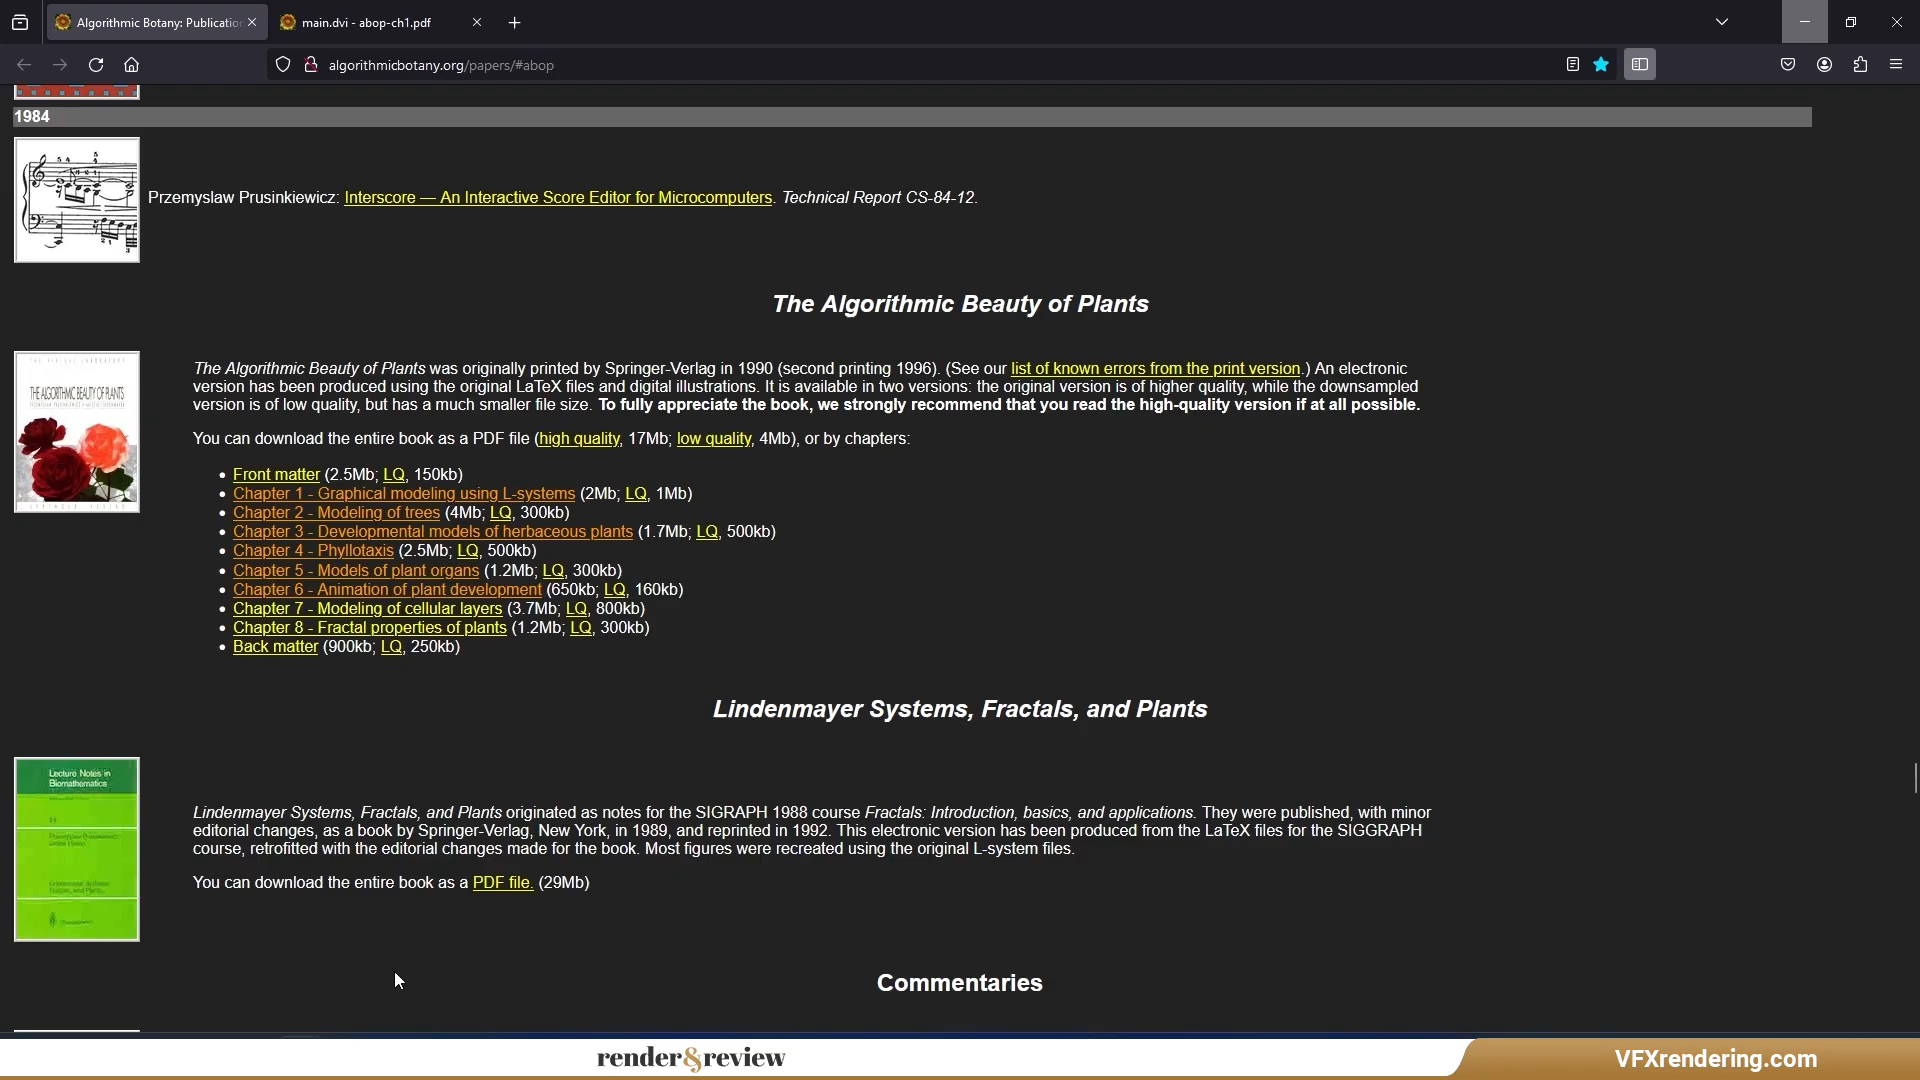 Algorithmic Botany: Publicatio
main.dvi - abop-ch1.pdf
algorithmicbotany.org/papers/#abop
1984
Przemyslaw Prusinkiewicz: Interscore — An Interactive Score Editor for Microcomputers. Technical Report CS-84-12.
The Algorithmic Beauty of Plants
THE ALGORITHMIC BEAUTY OF PLANTS
The Algorithmic Beauty of Plants was originally printed by Springer-Verlag in 1990 (second printing 1996). (See our list of known errors from the print version.) An electronic
version has been produced using the original LaTeX files and digital illustrations. It is available in two versions: the original version is of higher quality, while the downsampled
version is of low quality, but has a much smaller file size. To fully appreciate the book, we strongly recommend that you read the high-quality version if at all possible.
You can download the entire book as a PDF file (high quality, 17Mb; low quality, 4Mb), or by chapters:
Front matter (2.5Mb; LQ, 150kb)
Chapter 1 - Graphical modeling using L-systems (2Mb; LQ, 1Mb)
Chapter 2 - Modeling of trees (4Mb; LQ, 300kb)
Chapter 3 - Developmental models of herbaceous plants (1.7Mb; LQ, 500kb)
Chapter 4 - Phyllotaxis (2.5Mb; LQ, 500kb)
Chapter 5 - Models of plant organs (1.2Mb; LQ, 300kb)
Chapter 6 - Animation of plant development (650kb; LQ, 160kb)
Chapter 7 - Modeling of cellular layers (3.7Mb; LQ, 800kb)
Chapter 8 - Fractal properties of plants (1.2Mb; LQ, 300kb)
Back matter (900kb; LQ, 250kb)
Lindenmayer Systems, Fractals, and Plants
Lecture Notes in
Biomathematics
Lindenmayer Systems, Fractals, and Plants originated as notes for the SIGRAPH 1988 course Fractals: Introduction, basics, and applications. They were published, with minor
editorial changes, as a book by Springer-Verlag, New York, in 1989, and reprinted in 1992. This electronic version has been produced from the LaTeX files for the SIGGRAPH
course, retrofitted with the editorial changes made for the book. Most figures were recreated using the original L-system files.
You can download the entire book as a PDF file. (29Mb)
Commentaries
render&review
VFXrendering.com